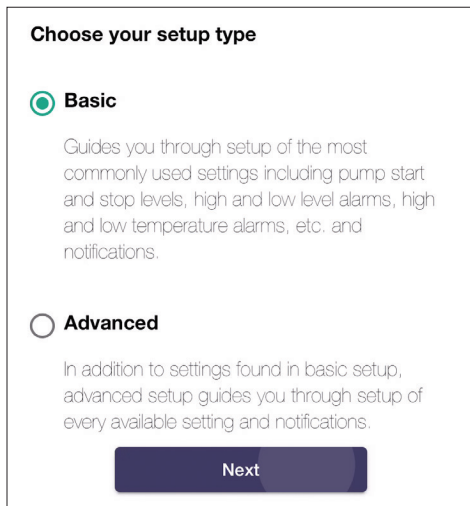 Choose your setup type
Basic
Guides you through setup of the most
commonly used settings including pump start
and stop levels, high and low level alarms, high
and low temperature alarms, etc. and
notifications.
Advanced
In addition to settings found in basic setup,
advanced setup guides you through setup of
every available setting and notifications.
Next